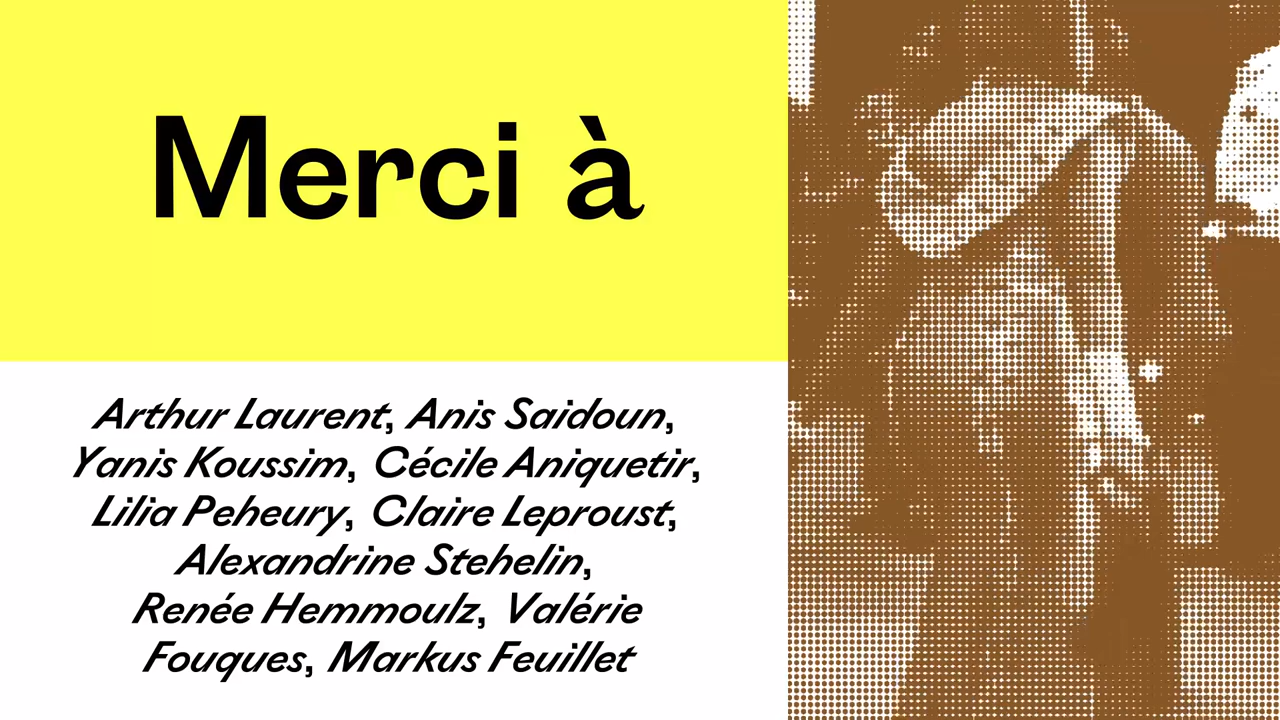 Merci à
Arthur Laurent, Anis Saidoun,
Yanis Koussim, Cécile Aniquetir,
Lilia Peheury, Claire Leproust,
Alexandrine Stehelin,
Renée Hemmoulz, Valérie
Fouques, Markus Feuillet